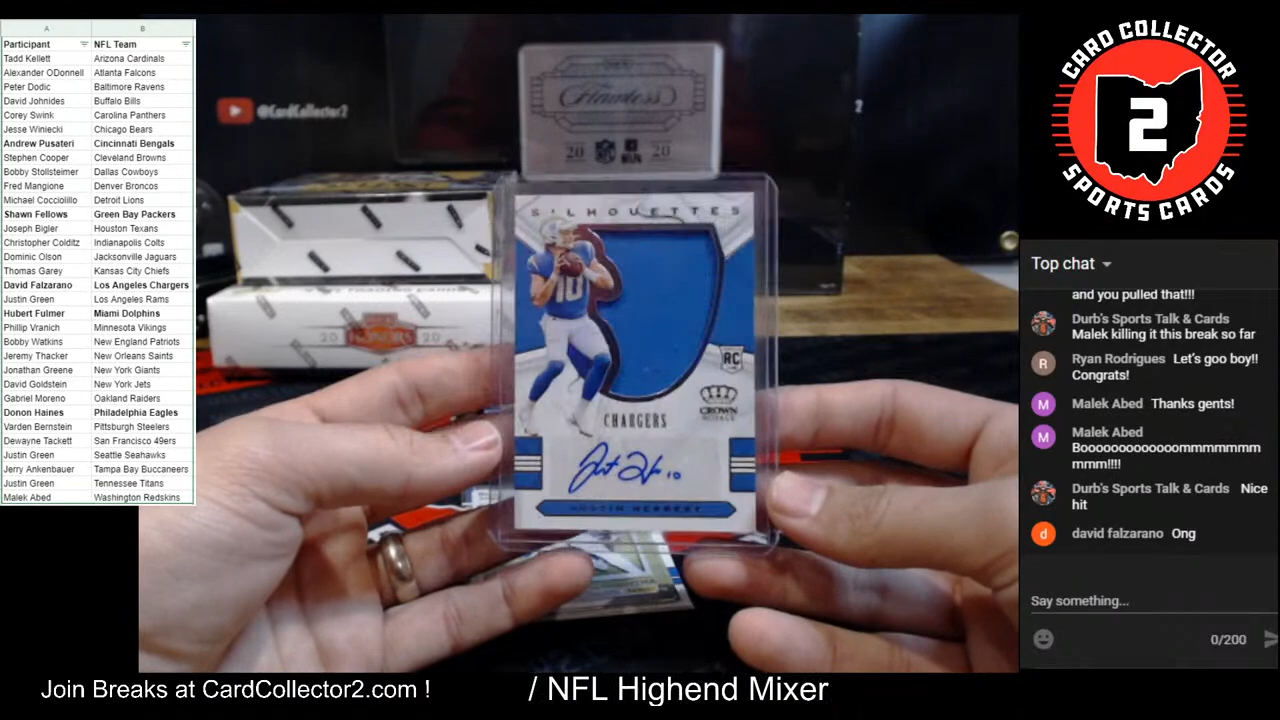 A B
Participant NFL Team
Tadd Kellett Arizona Cardinals
Alexander ODonnell Atlanta Falcons
Peter Dodic Baltimore Ravens
David Johnides Buffalo Bills
Corey Swink Carolina Panthers
Jesse Winiecki Chicago Bears
Andrew Pusateri Cincinnati Bengals
Stephen Cooper Cleveland Browns
Bobby Stollsteimer Dallas Cowboys
Fred Mangione Denver Broncos
Michael Cocciolillo Detroit Lions
Shawn Fellows Green Bay Packers
Joseph Bigler Houston Texans
Christopher Colditz Indianapolis Colts
Dominic Olson Jacksonville Jaguars
Thomas Garey Kansas City Chiefs
David Falzarano Los Angeles Chargers
Justin Green Los Angeles Rams
Hubert Fulmer Miami Dolphins
Phillip Vranich Minnesota Vikings
Bobby Watkins New England Patriots
Jeremy Thacker New Orleans Saints
Jonathan Greene New York Giants
David Goldstein New York Jets
Gabriel Moreno Oakland Raiders
Donon Haines Philadelphia Eagles
Varden Bernstein Pittsburgh Steelers
Dewayne Tackett San Francisco 49ers
Justin Green Seattle Seahawks
Jerry Ankenbauer Tampa Bay Buccaneers
Justin Green Tennessee Titans
Malek Abed Washington Redskins
@CardCollector2
Flawless
20 20
SILHOUETTES
10
RC
CHARGERS
CROWN
ROYALE
10
JUSTIN HERBERT
20 20
CARD COLLECTOR
2
SPORTS CARDS
Top chat
and you pulled that!!!
Durb's Sports Talk & Cards
Malek killing it this break so far
R Ryan Rodrigues Let's goo boy!!
Congrats!
M Malek Abed Thanks gents!
M Malek Abed
Boooooooooooommmmmmm
mmm!!!!
Durb's Sports Talk & Cards Nice
hit
d david falzarano Ong
Say something...
0/200
Join Breaks at CardCollector2.com !
/ NFL Highend Mixer